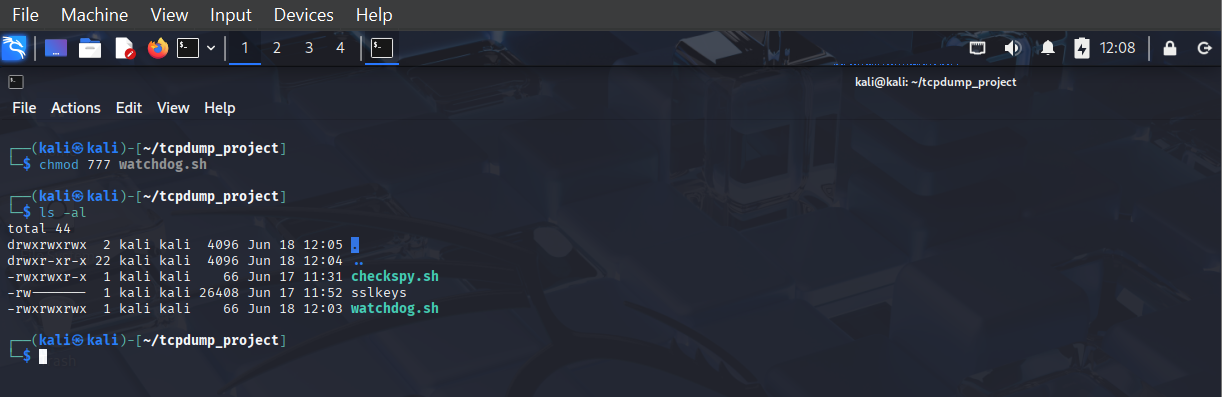 File Machine View Input Devices Help
1 2 3 4 12:08
kali@kali: ~/tcpdump_project
File Actions Edit View Help
┌──(kali㉿kali)-[~/tcpdump_project]
└─$ chmod 777 watchdog.sh
┌──(kali㉿kali)-[~/tcpdump_project]
└─$ ls -al
total 44
drwxrwxrwx 2 kali kali 4096 Jun 18 12:05 .
drwxr-xr-x 22 kali kali 4096 Jun 18 12:04 ..
-rwxrwxr-x 1 kali kali 66 Jun 17 11:31 checkspy.sh
-rw------- 1 kali kali 26408 Jun 17 11:52 sslkeys
-rwxrwxrwx 1 kali kali 66 Jun 18 12:03 watchdog.sh
┌──(kali㉿kali)-[~/tcpdump_project]
└─$